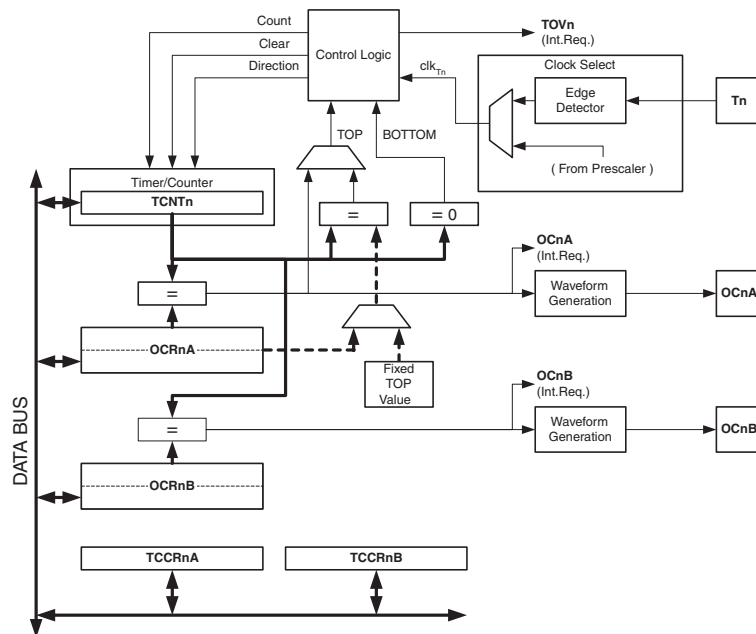 Count
Clear
Direction
Control Logic
TOVn
(Int.Req.)
clkTn
Clock Select
Edge
Detector
Tn
( From Prescaler )
TOP
BOTTOM
Timer/Counter
TCNTn
=
= 0
OCnA
(Int.Req.)
=
Waveform
Generation
OCnA
OCRnA
Fixed
TOP
Value
OCnB
(Int.Req.)
=
Waveform
Generation
OCnB
OCRnB
DATA BUS
TCCRnA
TCCRnB